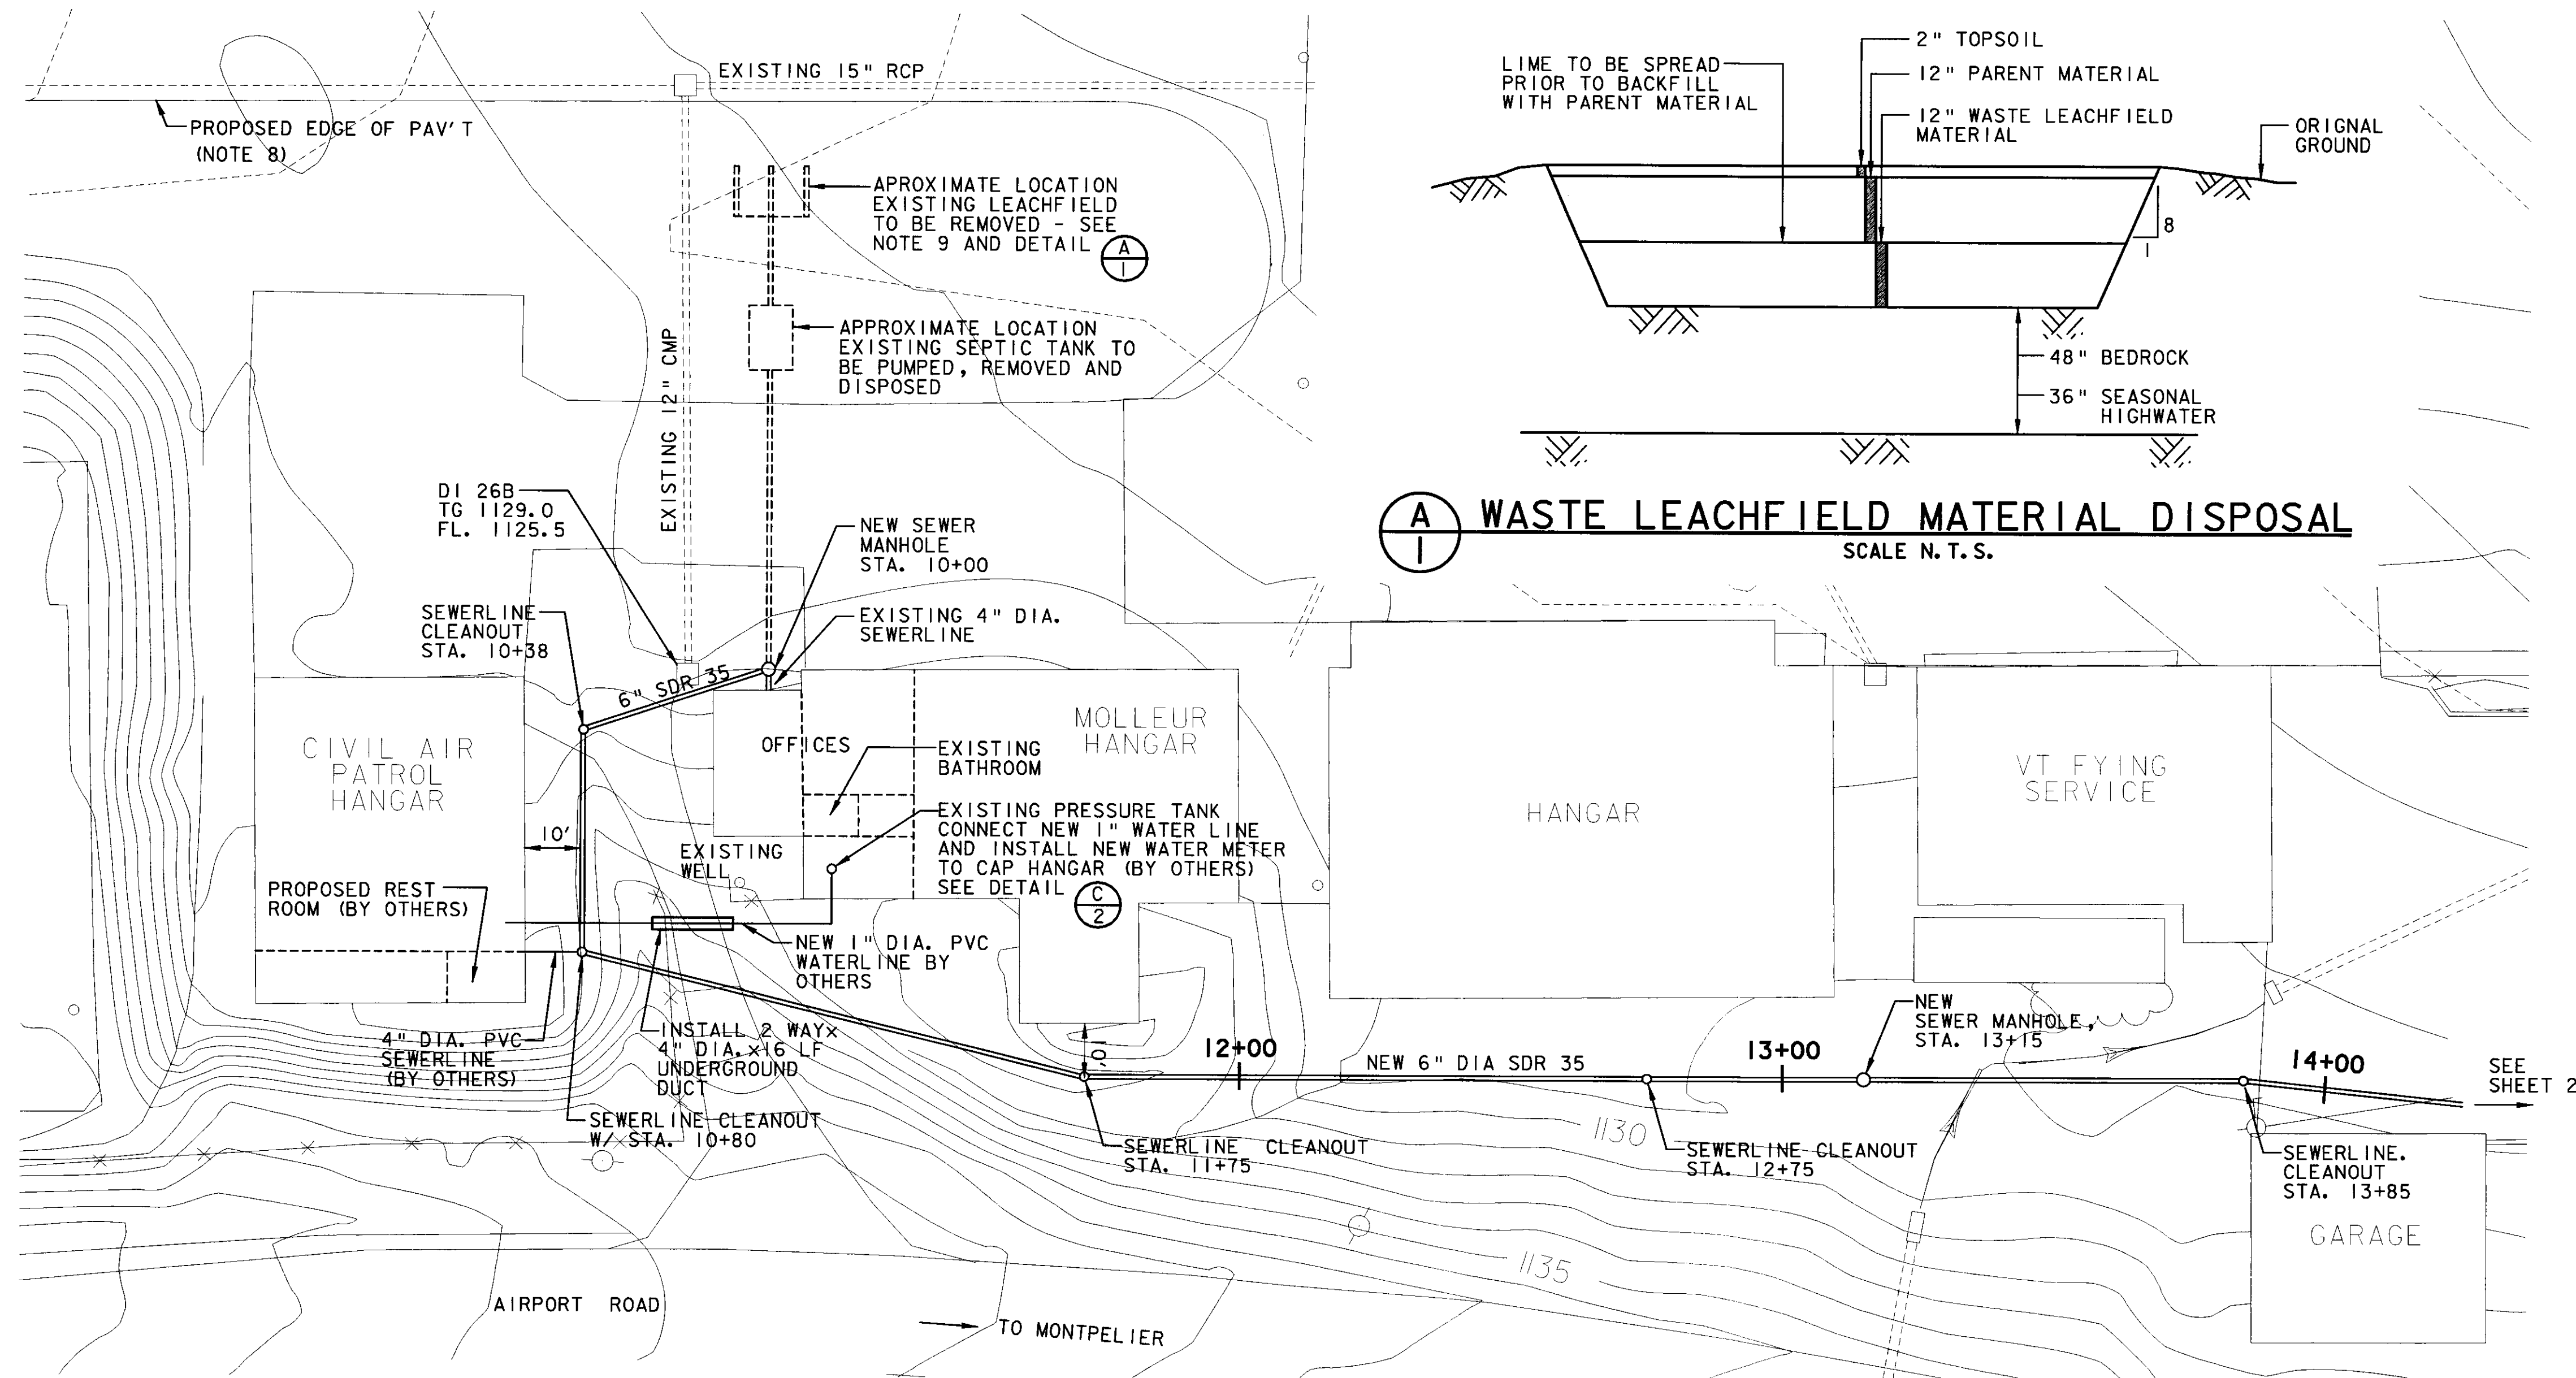 EXISTING 15" RCP
PROPOSED EDGE OF PAV'T
(NOTE 8)
APROXIMATE LOCATION
EXISTING LEACHFIELD
TO BE REMOVED - SEE
NOTE 9 AND DETAIL
A
1
APPROXIMATE LOCATION
EXISTING SEPTIC TANK TO
BE PUMPED, REMOVED AND
DISPOSED
EXISTING 12" CMP
LIME TO BE SPREAD
PRIOR TO BACKFILL
WITH PARENT MATERIAL
2" TOPSOIL
12" PARENT MATERIAL
12" WASTE LEACHFIELD
MATERIAL
ORIGNAL
GROUND
8
1
48" BEDROCK
36" SEASONAL
HIGHWATER
A
1
WASTE LEACHFIELD MATERIAL DISPOSAL
SCALE N.T.S.
DI 26B
TG 1129.0
FL. 1125.5
NEW SEWER
MANHOLE
STA. 10+00
SEWERLINE
CLEANOUT
STA. 10+38
EXISTING 4" DIA.
SEWERLINE
6" SDR 35
CIVIL AIR
PATROL
HANGAR
OFFICES
MOLLEUR
HANGAR
EXISTING
BATHROOM
EXISTING PRESSURE TANK
CONNECT NEW 1" WATER LINE
AND INSTALL NEW WATER METER
TO CAP HANGAR (BY OTHERS)
SEE DETAIL
C
2
10'
EXISTING
WELL
PROPOSED REST
ROOM (BY OTHERS)
NEW 1" DIA. PVC
WATERLINE BY
OTHERS
HANGAR
VT FYING
SERVICE
4" DIA. PVC
SEWERLINE
(BY OTHERS)
INSTALL 2 WAY x
4" DIA. x 16 LF
UNDERGROUND
DUCT
SEWERLINE CLEANOUT
W/ STA. 10+80
10'
12+00
NEW 6" DIA SDR 35
13+00
NEW
SEWER MANHOLE,
STA. 13+15
14+00
SEE
SHEET 2
SEWERLINE CLEANOUT
STA. 11+75
1130
SEWERLINE CLEANOUT
STA. 12+75
SEWERLINE.
CLEANOUT
STA. 13+85
GARAGE
1135
AIRPORT ROAD
TO MONTPELIER